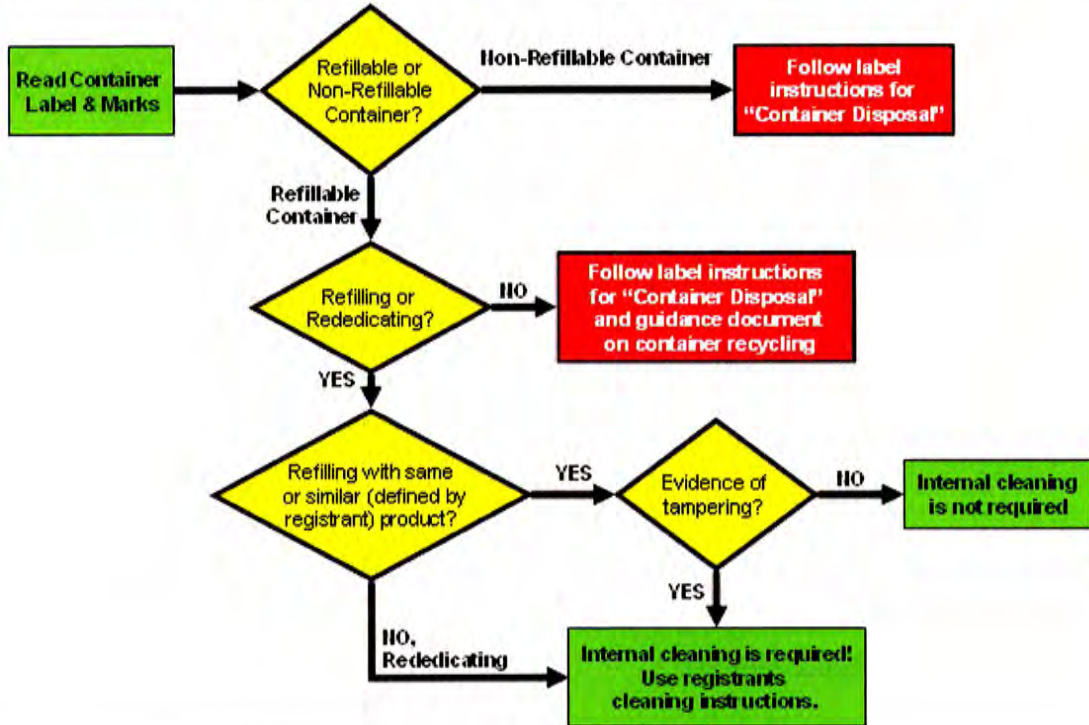 Read Container
Label & Marks
Refillable or
Non-Refillable
Container?
Non-Refillable Container
Follow label
instructions for
“Container Disposal”
Refillable
Container
Refilling or
Rededicating?
NO
Follow label instructions
for “Container Disposal”
and guidance document
on container recycling
YES
Refilling with same
or similar (defined by
registrant) product?
YES
Evidence of
tampering?
NO
Internal cleaning
is not required
YES
NO,
Rededicating
Internal cleaning is required!
Use registrants
cleaning instructions.